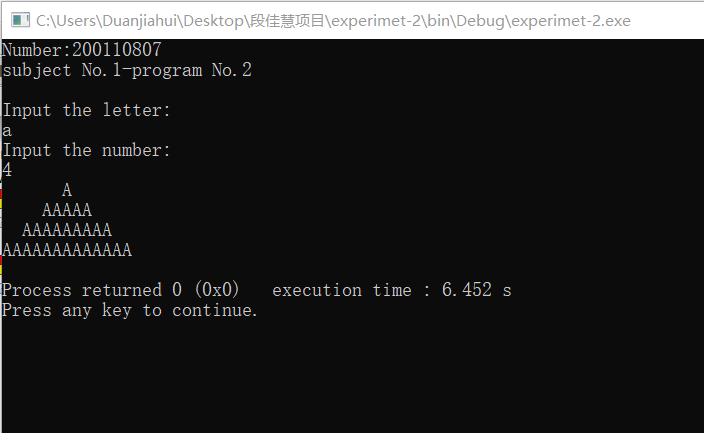 C:\Users\Duanjiahui\Desktop\段佳慧项目\experimet-2\bin\Debug\experimet-2.exe
Number:200110807
subject No.1-program No.2

Input the letter:
a
Input the number:
4
      A
    AAAAA
  AAAAAAAAA
AAAAAAAAAAAAA

Process returned 0 (0x0)   execution time : 6.452 s
Press any key to continue.